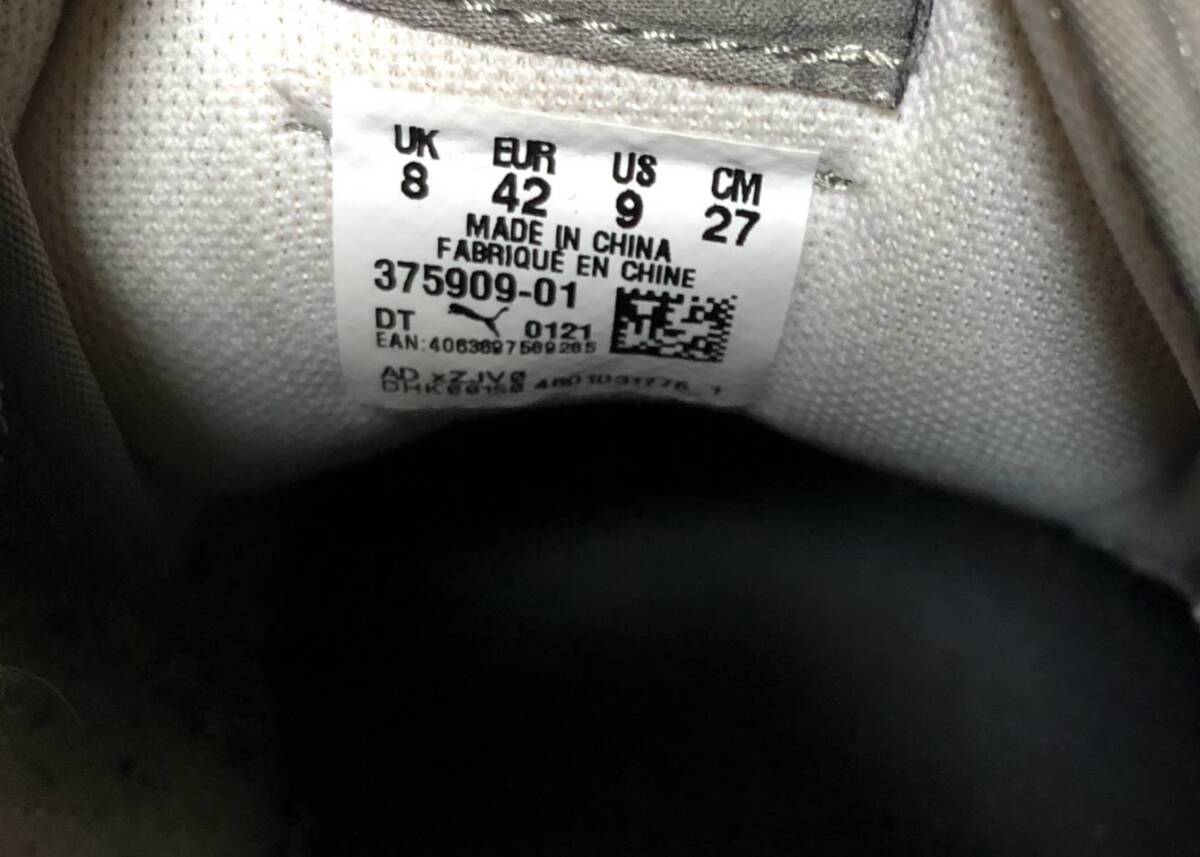 UK EUR US CM
8 42 9 27
MADE IN CHINA
FABRIQUÉ EN CHINE
375909-01
DT 0121
EAN:4063697569265